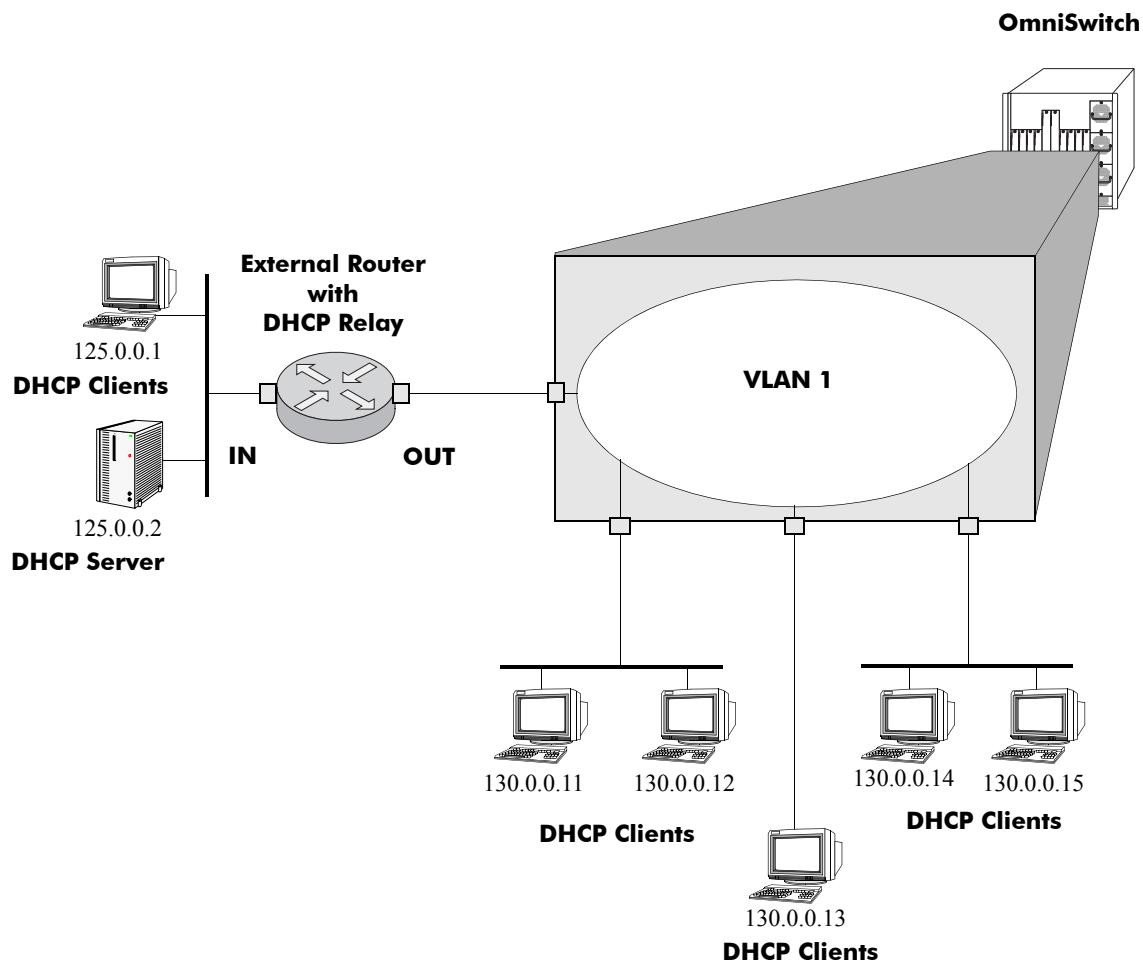 OmniSwitch
External Router
with
DHCP Relay
125.0.0.1
DHCP Clients
VLAN 1
IN
OUT
125.0.0.2
DHCP Server
130.0.0.11
130.0.0.12
DHCP Clients
130.0.0.14
130.0.0.15
DHCP Clients
130.0.0.13
DHCP Clients